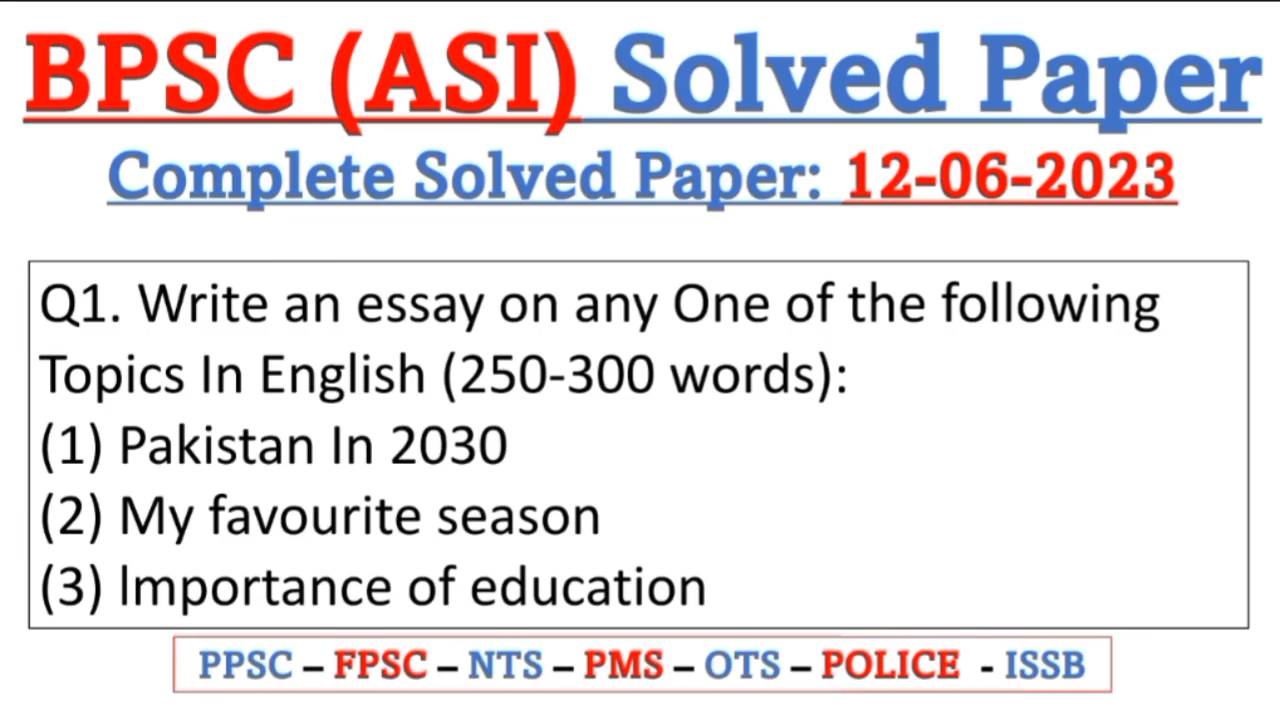 BPSC (ASI) Solved Paper
Complete Solved Paper: 12-06-2023
Q1. Write an essay on any One of the following
Topics In English (250-300 words):
(1) Pakistan In 2030
(2) My favourite season
(3) Importance of education
PPSC – FPSC – NTS – PMS – OTS – POLICE - ISSB